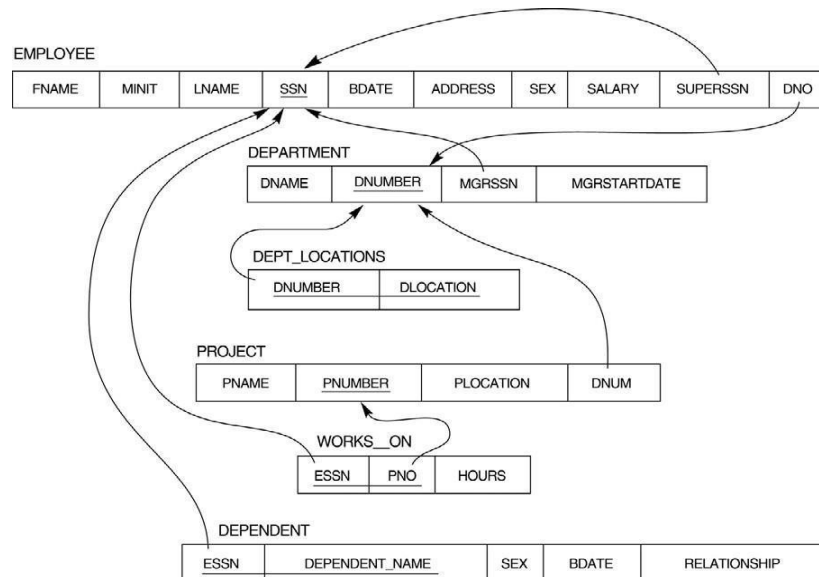 EMPLOYEE
FNAME MINIT LNAME SSN BDATE ADDRESS SEX SALARY SUPERSSN DNO
DEPARTMENT
DNAME DNUMBER MGRSSN MGRSTARTDATE
DEPT_LOCATIONS
DNUMBER DLOCATION
PROJECT
PNAME PNUMBER PLOCATION DNUM
WORKS__ON
ESSN PNO HOURS
DEPENDENT
ESSN DEPENDENT_NAME SEX BDATE RELATIONSHIP